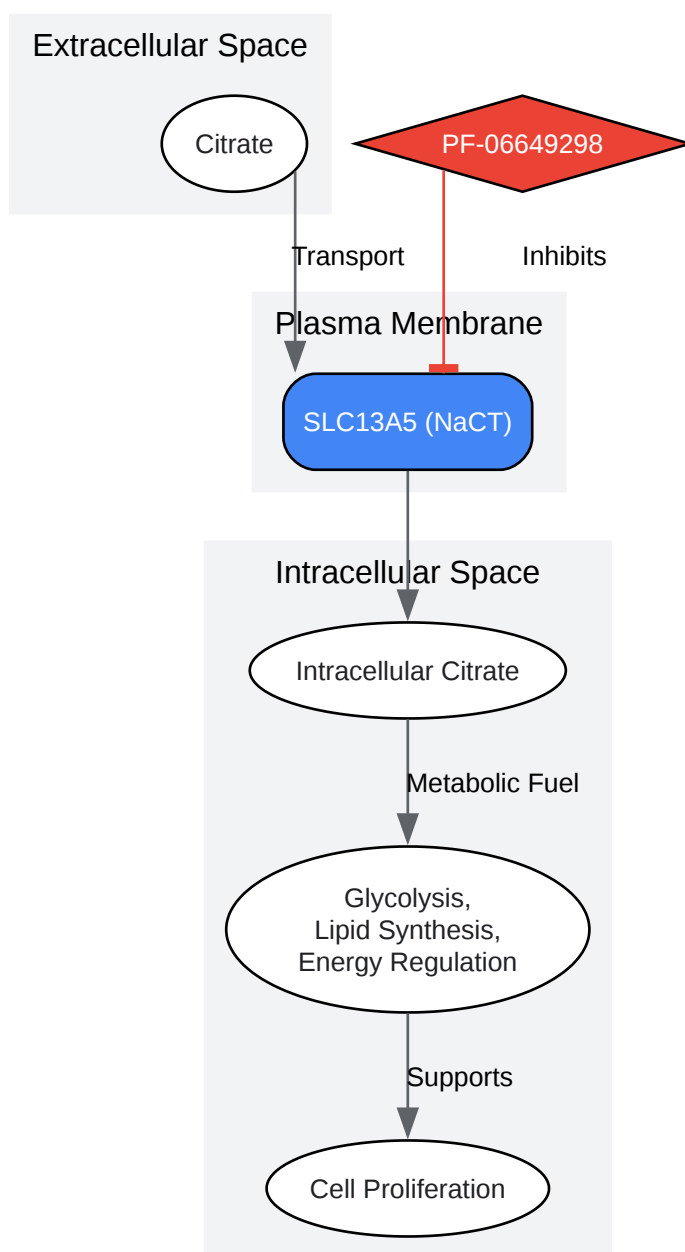 Extracellular Space
Citrate
PF-06649298
Transport
Inhibits
Plasma Membrane
SLC13A5 (NaCT)
Intracellular Space
Intracellular Citrate
Metabolic Fuel
Glycolysis,
Lipid Synthesis,
Energy Regulation
Supports
Cell Proliferation